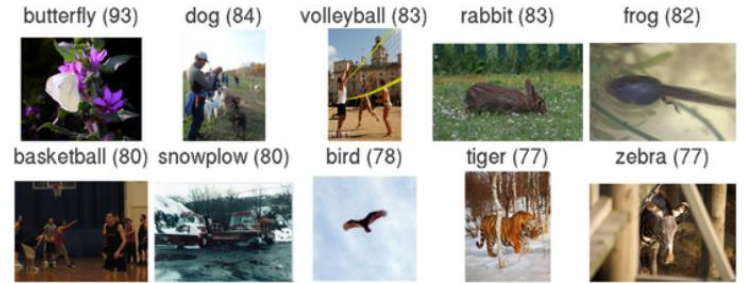 butterfly (93) dog (84) volleyball (83) rabbit (83) frog (82)
basketball (80) snowplow (80) bird (78) tiger (77) zebra (77)